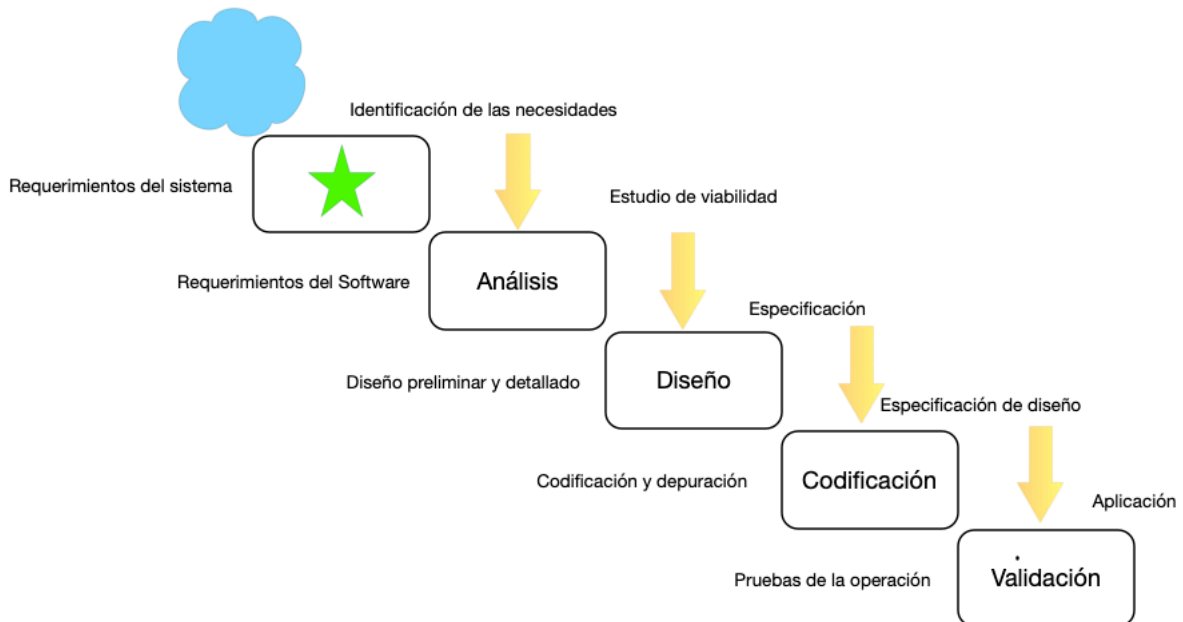 Identificación de las necesidades
Requerimientos del sistema
Estudio de viabilidad
Requerimientos del Software
Análisis
Especificación
Diseño preliminar y detallado
Diseño
Especificación de diseño
Codificación y depuración
Codificación
Aplicación
Pruebas de la operación
Validación